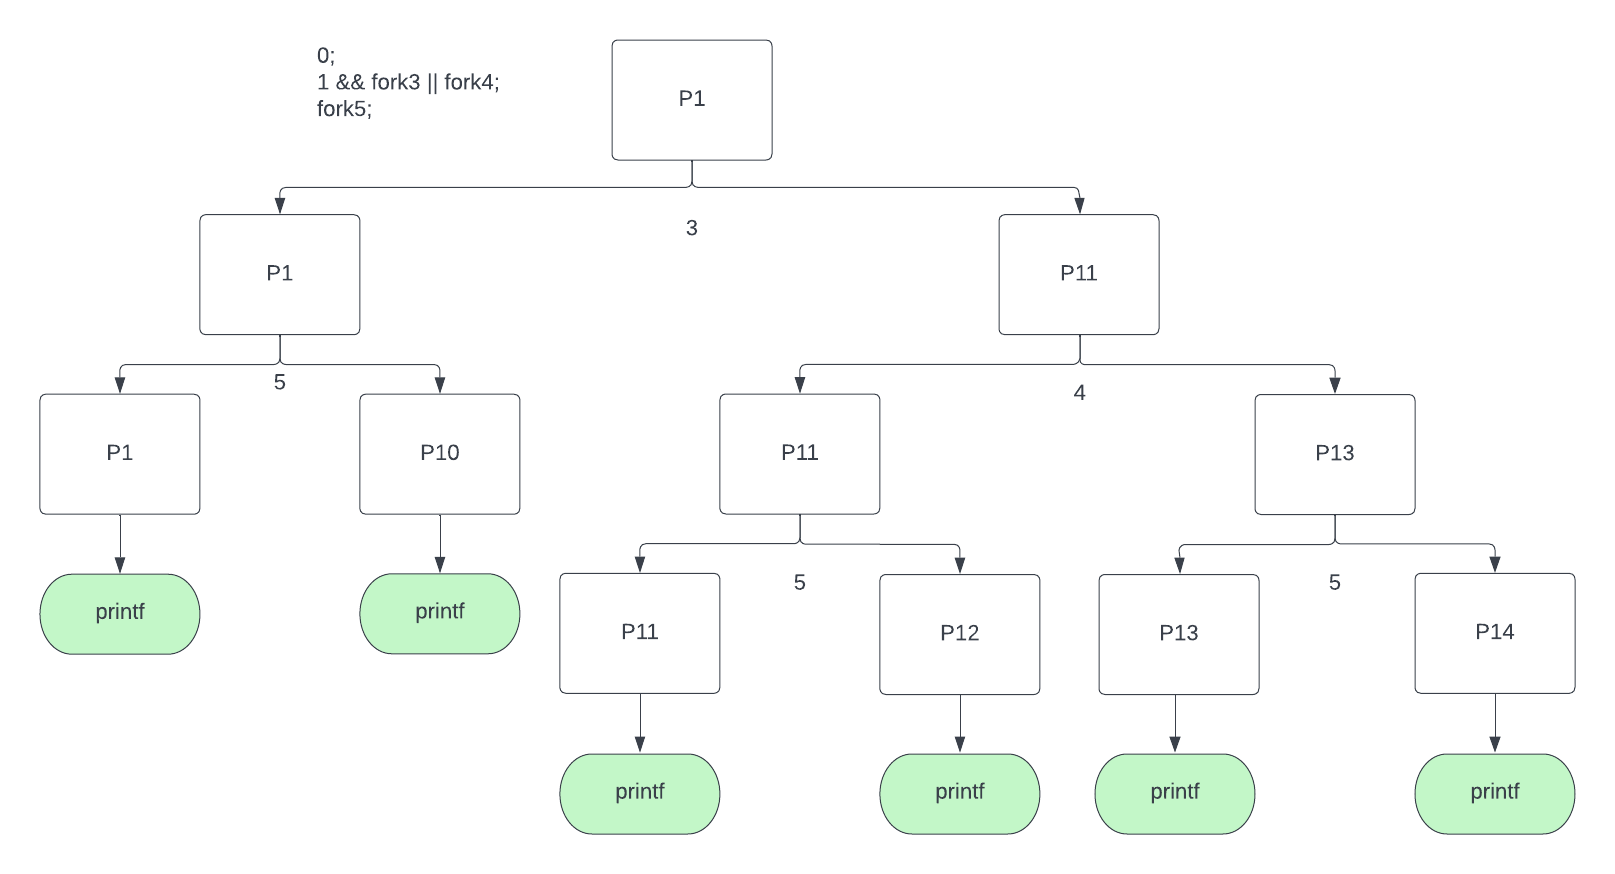 0;
1 && fork3 || fork4;
fork5;
P1
3
P1
P11
5
4
P1
P10
P11
P13
printf
printf
5
5
P11
P12
P13
P14
printf
printf
printf
printf